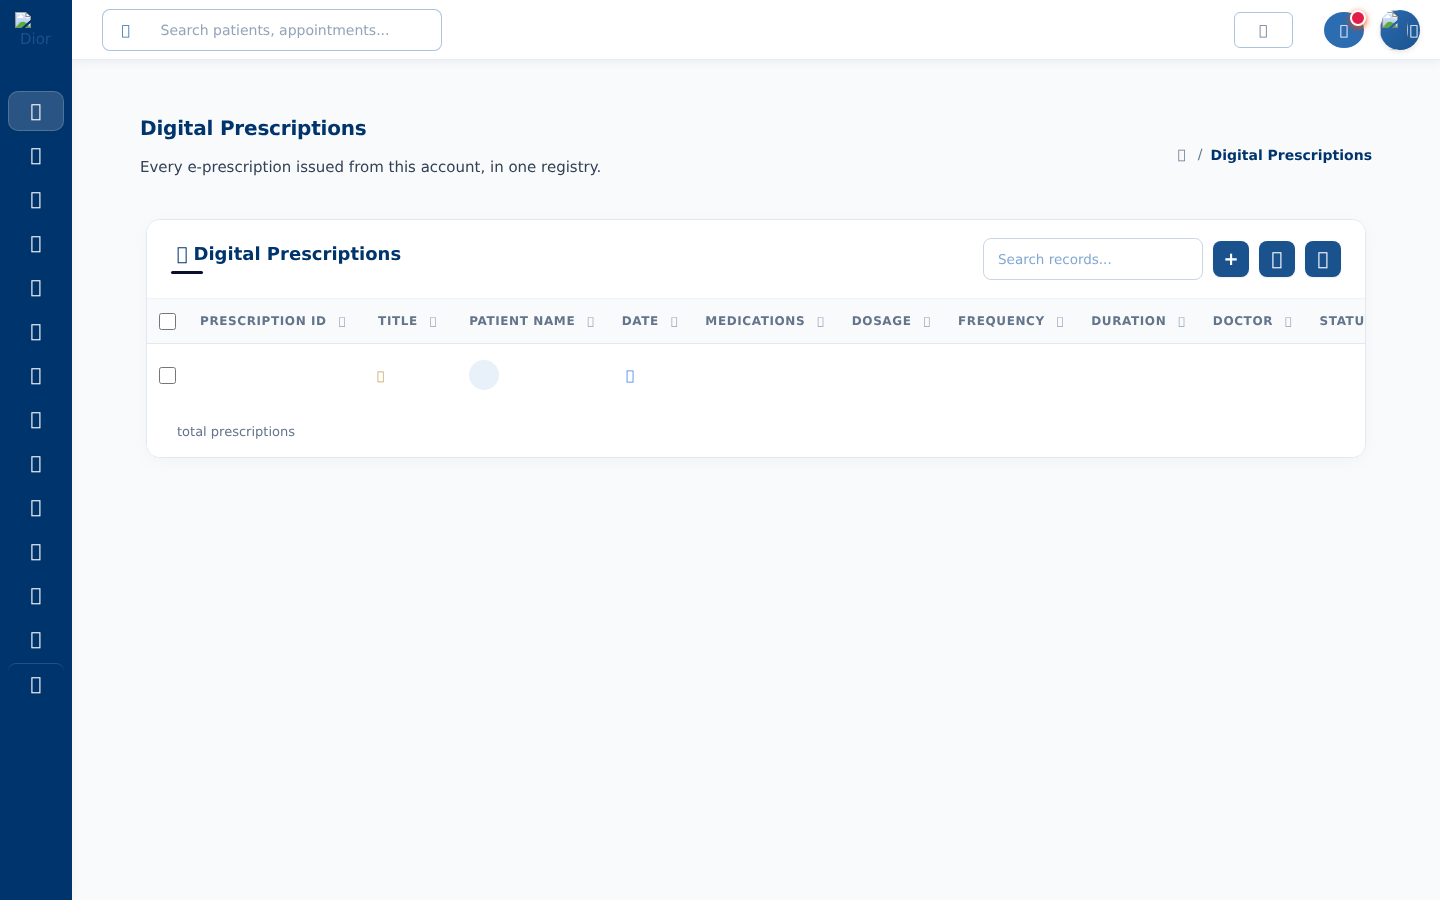 Dior
Search patients, appointments...
Digital Prescriptions
Every e-prescription issued from this account, in one registry.
/ Digital Prescriptions
Digital Prescriptions
Search records...
+
PRESCRIPTION ID TITLE PATIENT NAME DATE MEDICATIONS DOSAGE FREQUENCY DURATION DOCTOR STATU
total prescriptions